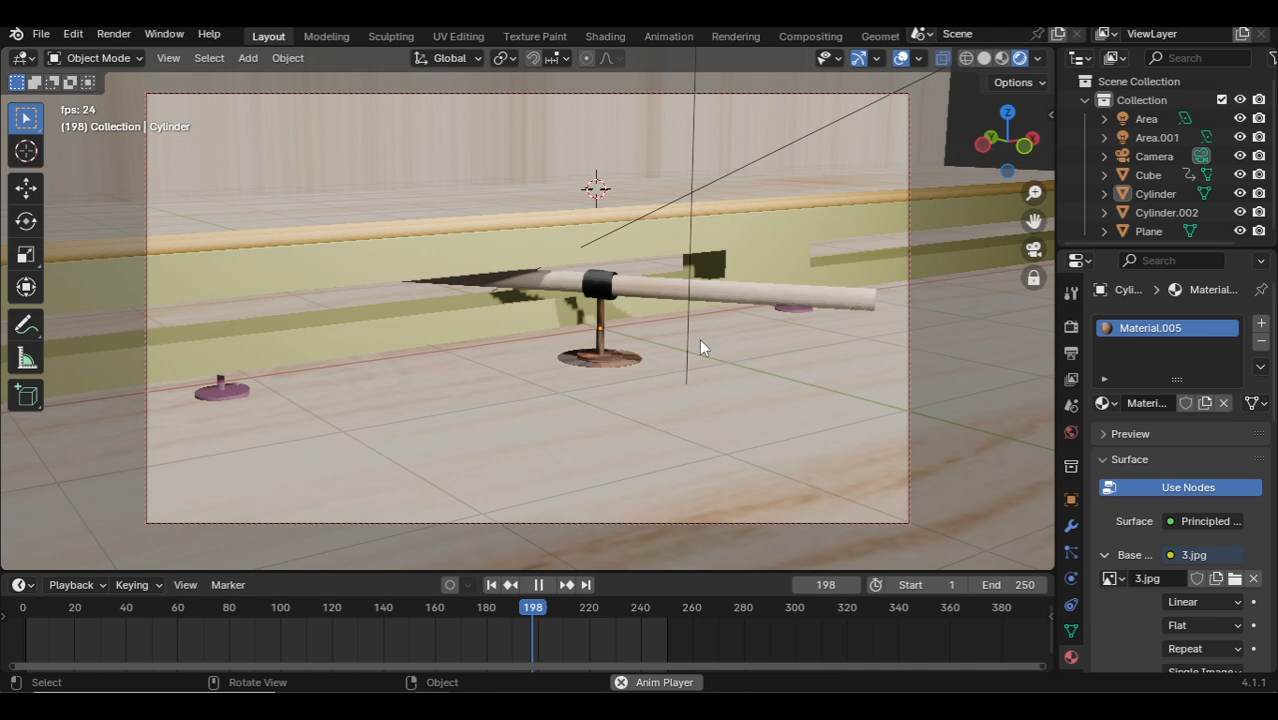 File Edit Render Window Help Layout Modeling Sculpting UV Editing Texture Paint Shading Animation Rendering Compositing Geomet Scene ViewLayer
Object Mode View Select Add Object Global Search
Options
Scene Collection
Collection
fps: 24
(198) Collection | Cylinder
Area
Area.001
Camera
Cube
Cylinder
Cylinder.002
Plane
Z
Y
X
Search
Cyli... > Material...
Material.005
Materi...
Preview
Surface
Use Nodes
Surface Principled ...
Base ... 3.jpg
3.jpg
Linear
Flat
Repeat
Single Image
Playback Keying View Marker 198 Start 1 End 250
0 20 40 60 80 100 120 140 160 180 198 220 240 260 280 300 320 340 360 380
Select Rotate View Object Anim Player 4.1.1